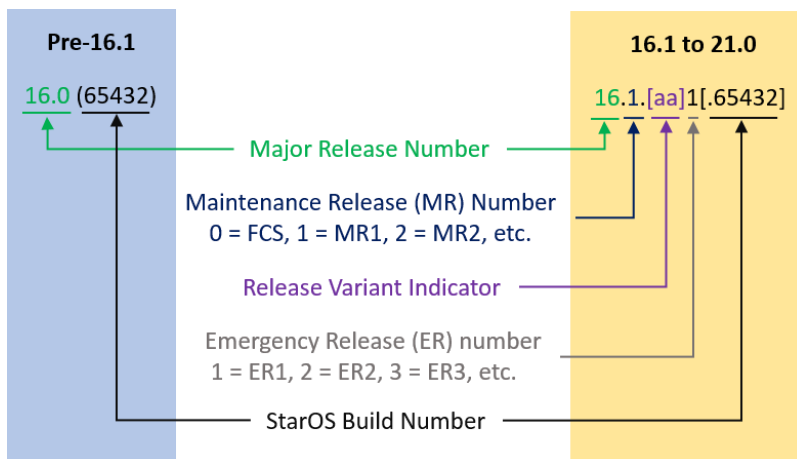 Pre-16.1
16.1 to 21.0
16.0 (65432)
16.1.[aa]1[.65432]
Major Release Number
Maintenance Release (MR) Number
0 = FCS, 1 = MR1, 2 = MR2, etc.
Release Variant Indicator
Emergency Release (ER) number
1 = ER1, 2 = ER2, 3 = ER3, etc.
StarOS Build Number